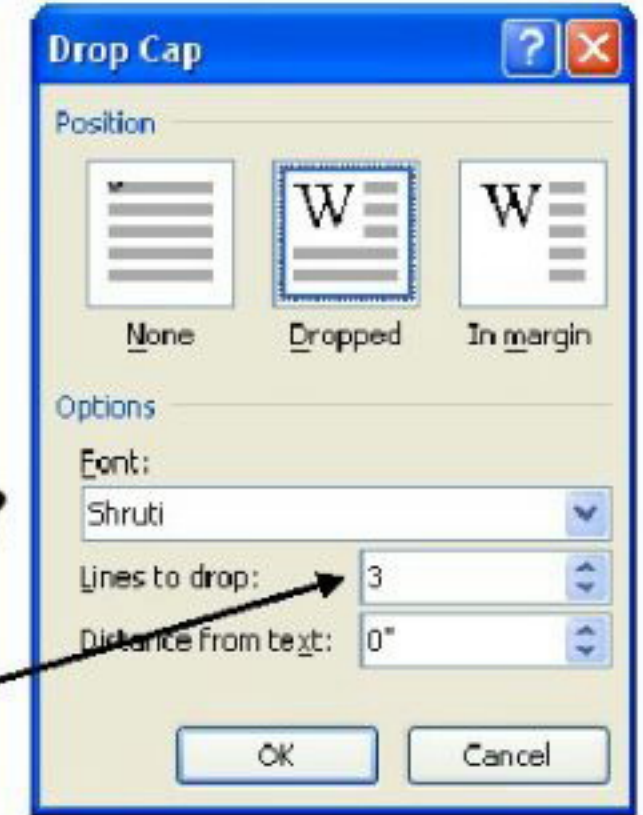 Drop Cap ?
Position
W W
None Dropped In margin
Options
Font:
Shruti
Lines to drop: 3
Distance from text: 0"
OK Cancel